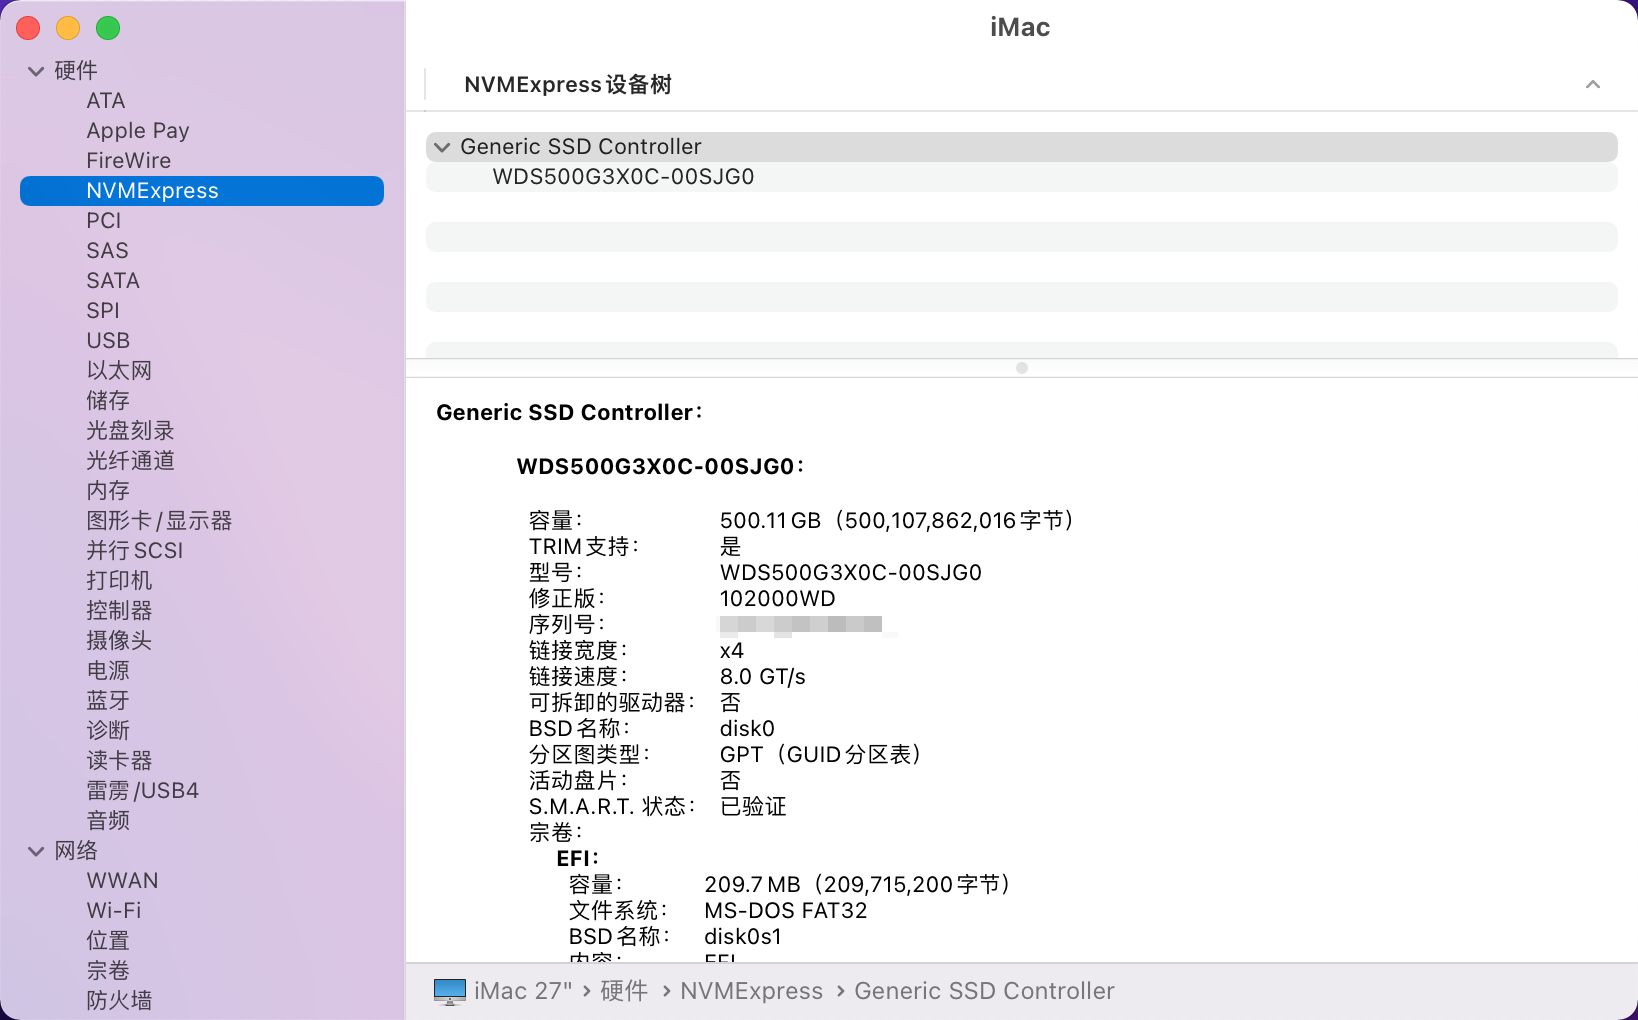 硬件
ATA
Apple Pay
FireWire
NVMExpress
PCI
SAS
SATA
SPI
USB
以太网
储存
光盘刻录
光纤通道
内存
图形卡/显示器
并行SCSI
打印机
控制器
摄像头
电源
蓝牙
诊断
读卡器
雷雳/USB4
音频
网络
WWAN
Wi-Fi
位置
宗卷
防火墙
iMac
NVMExpress设备树
Generic SSD Controller
WDS500G3X0C-00SJG0
Generic SSD Controller：
WDS500G3X0C-00SJG0：
容量： 500.11 GB（500,107,862,016字节）
TRIM支持： 是
型号： WDS500G3X0C-00SJG0
修正版： 102000WD
序列号：
链接宽度： x4
链接速度： 8.0 GT/s
可拆卸的驱动器： 否
BSD名称： disk0
分区图类型： GPT（GUID分区表）
活动盘片： 否
S.M.A.R.T. 状态： 已验证
宗卷：
EFI：
容量： 209.7 MB（209,715,200字节）
文件系统： MS-DOS FAT32
BSD名称： disk0s1
内容： EFI
iMac 27" › 硬件 › NVMExpress › Generic SSD Controller